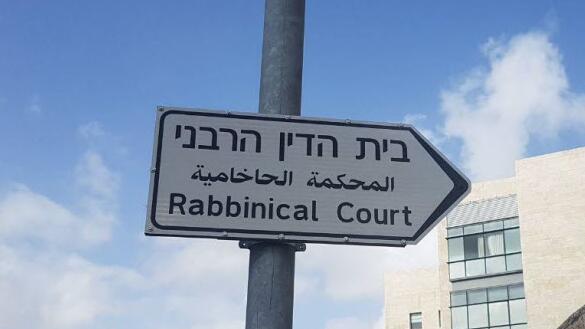 בית הדין הרבני
المحكمة الحاخامية
Rabbinical Court